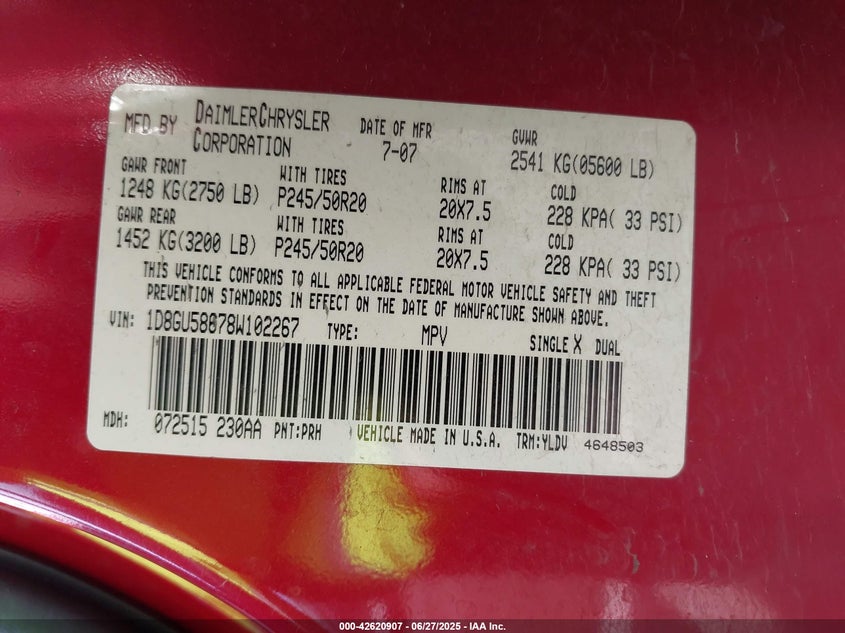 MFD BY
DAIMLERCHRYSLER
CORPORATION
DATE OF MFR
7-07
GVWR
2541 KG(05600 LB)
GAWR FRONT
WITH TIRES
RIMS AT
COLD
1248 KG(2750 LB)
P245/50R20
20X7.5
228 KPA( 33 PSI)
GAWR REAR
WITH TIRES
RIMS AT
COLD
1452 KG(3200 LB)
P245/50R20
20X7.5
228 KPA( 33 PSI)
THIS VEHICLE CONFORMS TO ALL APPLICABLE FEDERAL MOTOR VEHICLE SAFETY AND THEFT
PREVENTION STANDARDS IN EFFECT ON THE DATE OF MANUFACTURE SHOWN ABOVE.
VIN: 1D8GU58678W102267 TYPE: MPV SINGLE X DUAL
MDH: 072515 230AA PNT:PRH VEHICLE MADE IN U.S.A. TRM:YLDV 4648503
000-42620907 - 06/27/2025 - IAA Inc.